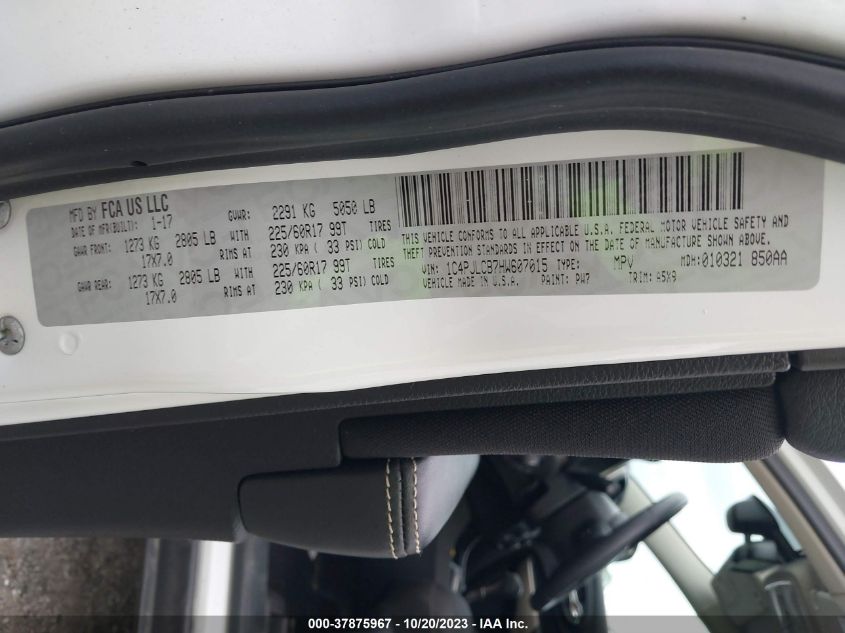 MFD BY FCA US LLC
DATE OF MFR(BUILT): 1-17 GVWR: 2291 KG 5050 LB
GAWR FRONT: 1273 KG 2805 LB WITH 225/60R17 99T TIRES
17X7.0 RIMS AT 230 KPA ( 33 PSI) COLD
GAWR REAR: 1273 KG 2805 LB WITH 225/60R17 99T TIRES
17X7.0 RIMS AT 230 KPA ( 33 PSI) COLD
THIS VEHICLE CONFORMS TO ALL APPLICABLE U.S.A. FEDERAL MOTOR VEHICLE SAFETY AND
THEFT PREVENTION STANDARDS IN EFFECT ON THE DATE OF MANUFACTURE SHOWN ABOVE.
VIN: 1C4PJLCB7HW607015 TYPE: MPV MDH:010321 850AA
VEHICLE MADE IN U.S.A. PAINT: PW7 TRIM: A5X9
000-37875967 - 10/20/2023 - IAA Inc.